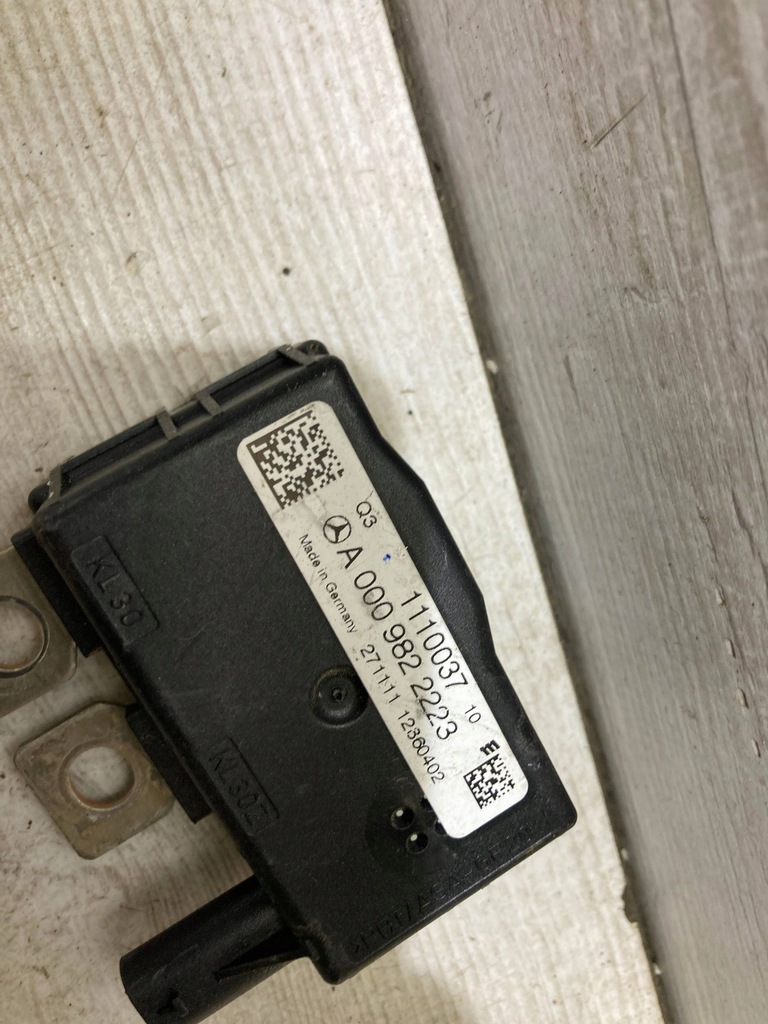 Q3
1110037 10
A 000 982 2223
Made in Germany 271111 12360402
KL30
KL30Z